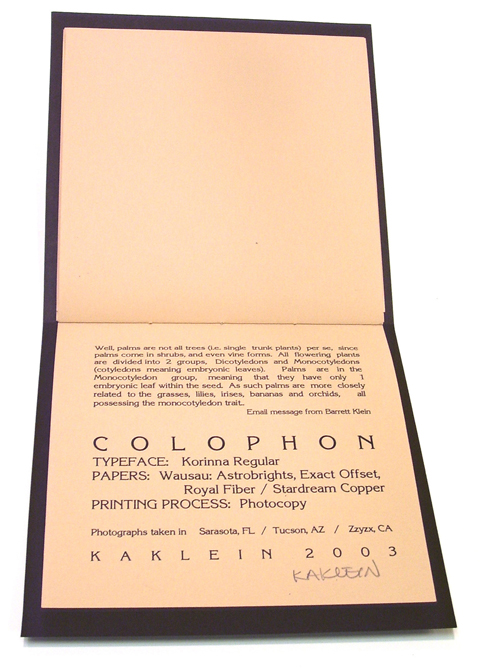 Well, palms are not all trees (i.e. single trunk plants) per se, since
palms come in shrubs, and even vine forms. All flowering plants
are divided into 2 groups, Dicotyledons and Monocotyledons
(cotyledons meaning embryonic leaves). Palms are in the
Monocotyledon group, meaning that they have only 1
embryonic leaf within the seed. As such palms are more closely
related to the grasses, lilies, irises, bananas and orchids, all
possessing the monocotyledon trait..
Email message from Barrett Klein
COLOPHON
TYPEFACE: Korinna Regular
PAPERS: Wausau: Astrobrights, Exact Offset,
Royal Fiber / Stardream Copper
PRINTING PROCESS: Photocopy
Photographs taken in Sarasota, FL / Tucson, AZ / Zzyzx, CA
KAKLEIN 2003
KAKLEIN